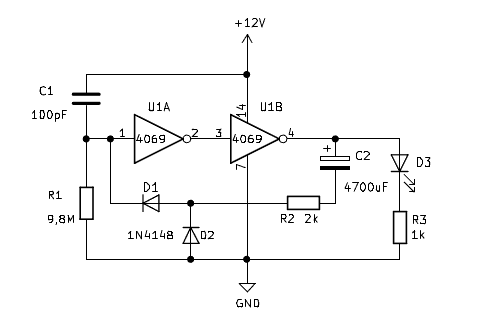 +12V
C1
100pF
U1A
14
U1B
1
4069
2
3
4069
4
+
C2
D3
7
4700uF
D1
R1
9,8M
1N4148
D2
R2 2k
R3
1k
GND